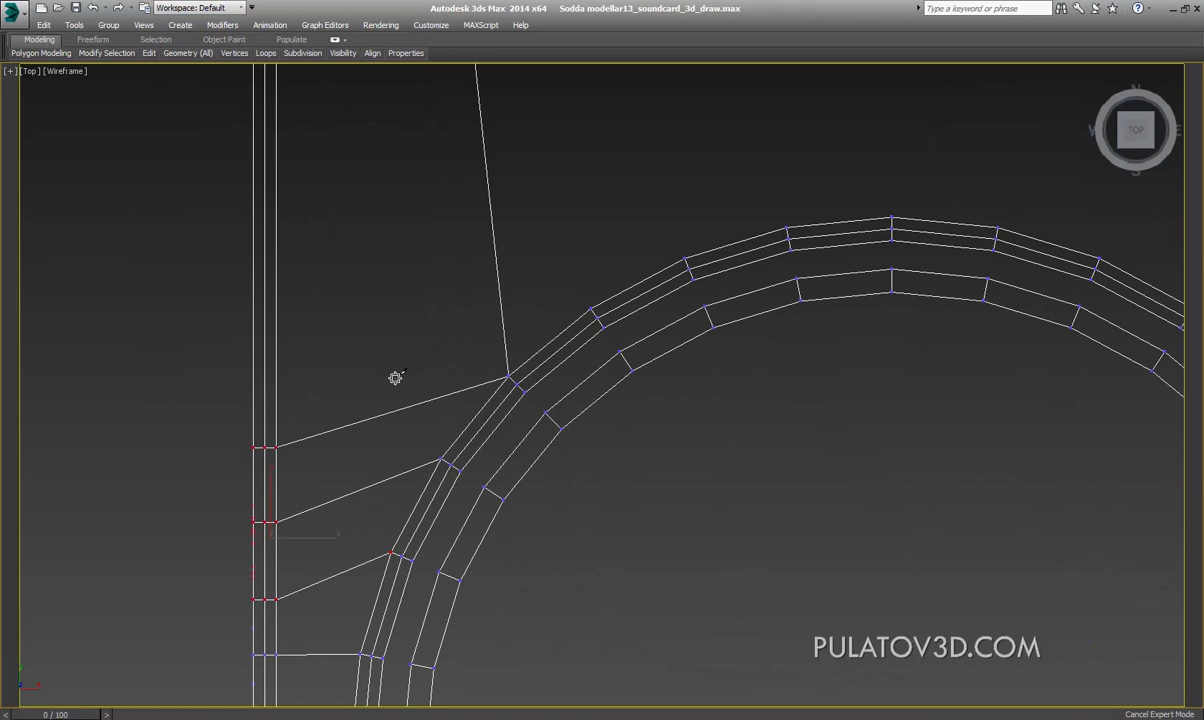 Workspace: Default
Autodesk 3ds Max 2014 x64 Sodda modellar13_soundcard_3d_draw.max
Type a keyword or phrase
Edit Tools Group Views Create Modifiers Animation Graph Editors Rendering Customize MAXScript Help
Modeling Freeform Selection Object Paint Populate
Polygon Modeling Modify Selection Edit Geometry (All) Vertices Loops Subdivision Visibility Align Properties
[+] [Top] [Wireframe]
N
W TOP E
S
PULATOV3D.COM
0 / 100
Cancel Expert Mode